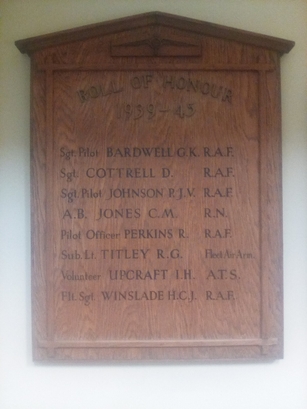 ROLL OF HONOUR
1939-45
Sgt Pilot BARDWELL G.K. R.A.F.
Sgt. COTTRELL D. R.A.F.
Sgt Pilot JOHNSON P.J.V. R.A.F.
A.B. JONES C.M. R.N.
Pilot Officer PERKINS R. R.A.F.
Sub.Lt. TITLEY R.G. Fleet Air Arm
Volunteer UPCRAFT I.H. A.T.S.
Flt Sgt. WINSLADE H.C.J. R.A.F.